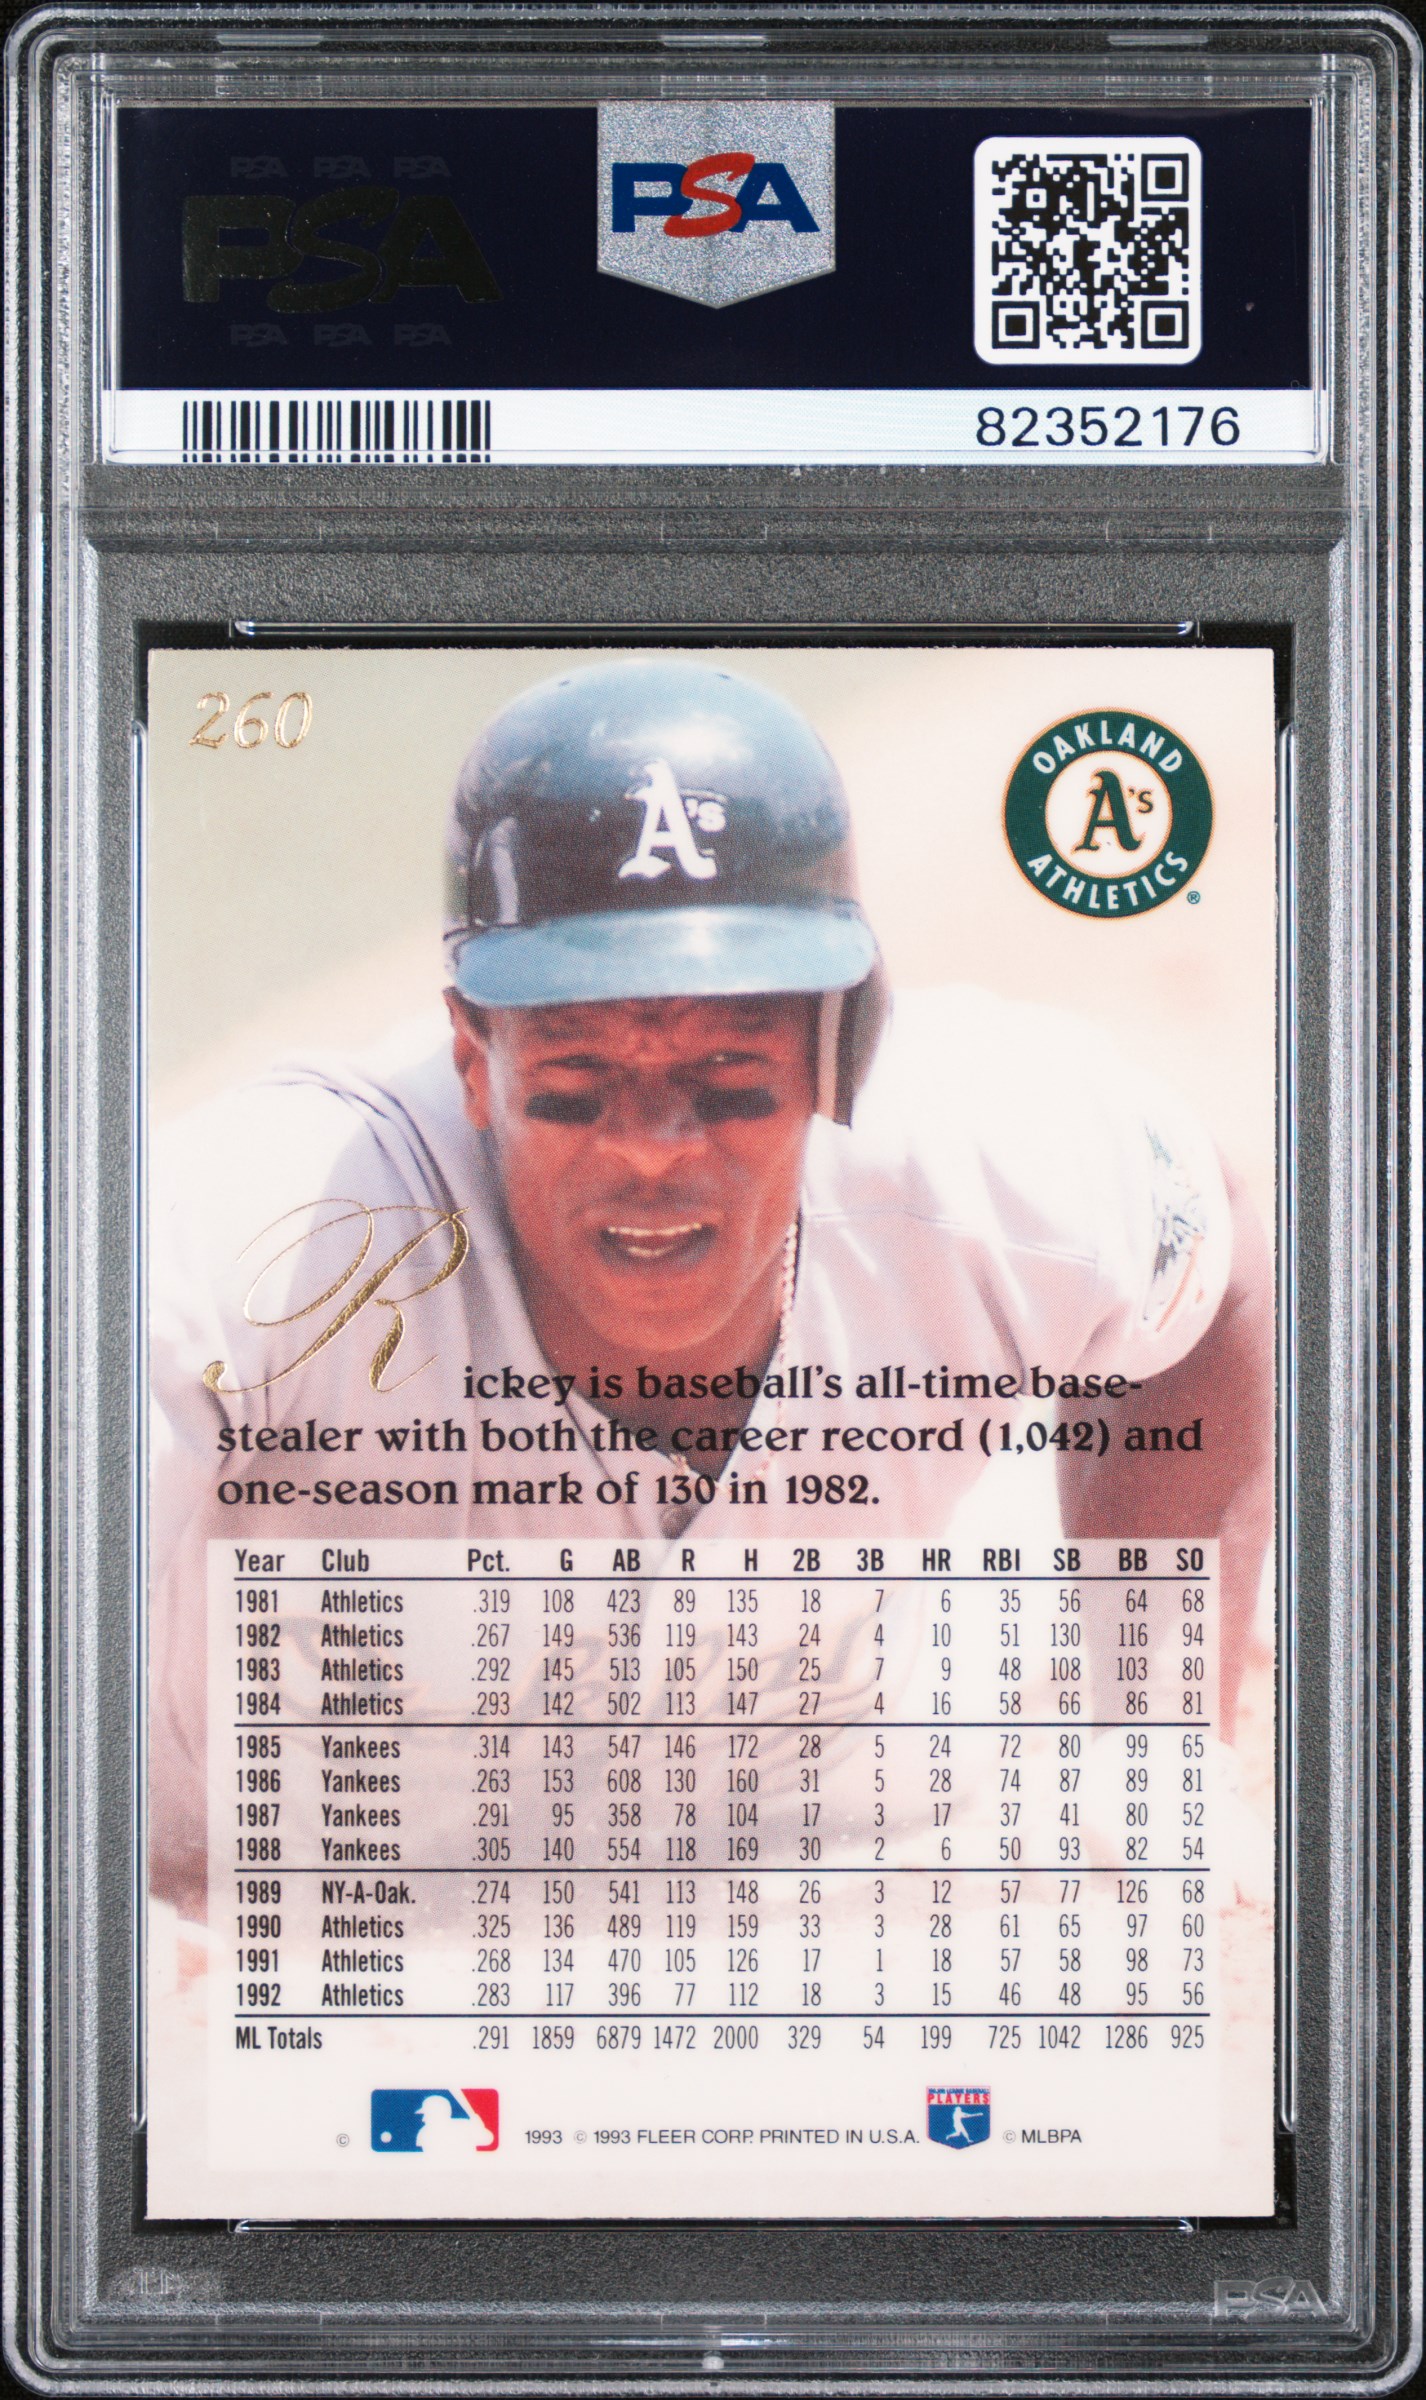 PSA PSA PSA
PSA
PSA PSA PSA
PSA
82352176
260
OAKLAND
A's
ATHLETICS
®
A's
Rickey is baseball's all-time base-
stealer with both the career record (1,042) and
one-season mark of 130 in 1982.
Year Club Pct. G AB R H 2B 3B HR RBI SB BB SO
1981 Athletics .319 108 423 89 135 18 7 6 35 56 64 68
1982 Athletics .267 149 536 119 143 24 4 10 51 130 116 94
1983 Athletics .292 145 513 105 150 25 7 9 48 108 103 80
1984 Athletics .293 142 502 113 147 27 4 16 58 66 86 81
1985 Yankees .314 143 547 146 172 28 5 24 72 80 99 65
1986 Yankees .263 153 608 130 160 31 5 28 74 87 89 81
1987 Yankees .291 95 358 78 104 17 3 17 37 41 80 52
1988 Yankees .305 140 554 118 169 30 2 6 50 93 82 54
1989 NY-A-Oak. .274 150 541 113 148 26 3 12 57 77 126 68
1990 Athletics .325 136 489 119 159 33 3 28 61 65 97 60
1991 Athletics .268 134 470 105 126 17 1 18 57 58 98 73
1992 Athletics .283 117 396 77 112 18 3 15 46 48 95 56
ML Totals .291 1859 6879 1472 2000 329 54 199 725 1042 1286 925
MAJOR LEAGUE BASEBALL
PLAYERS
© 1993 © 1993 FLEER CORP. PRINTED IN U.S.A. © MLBPA
PSA